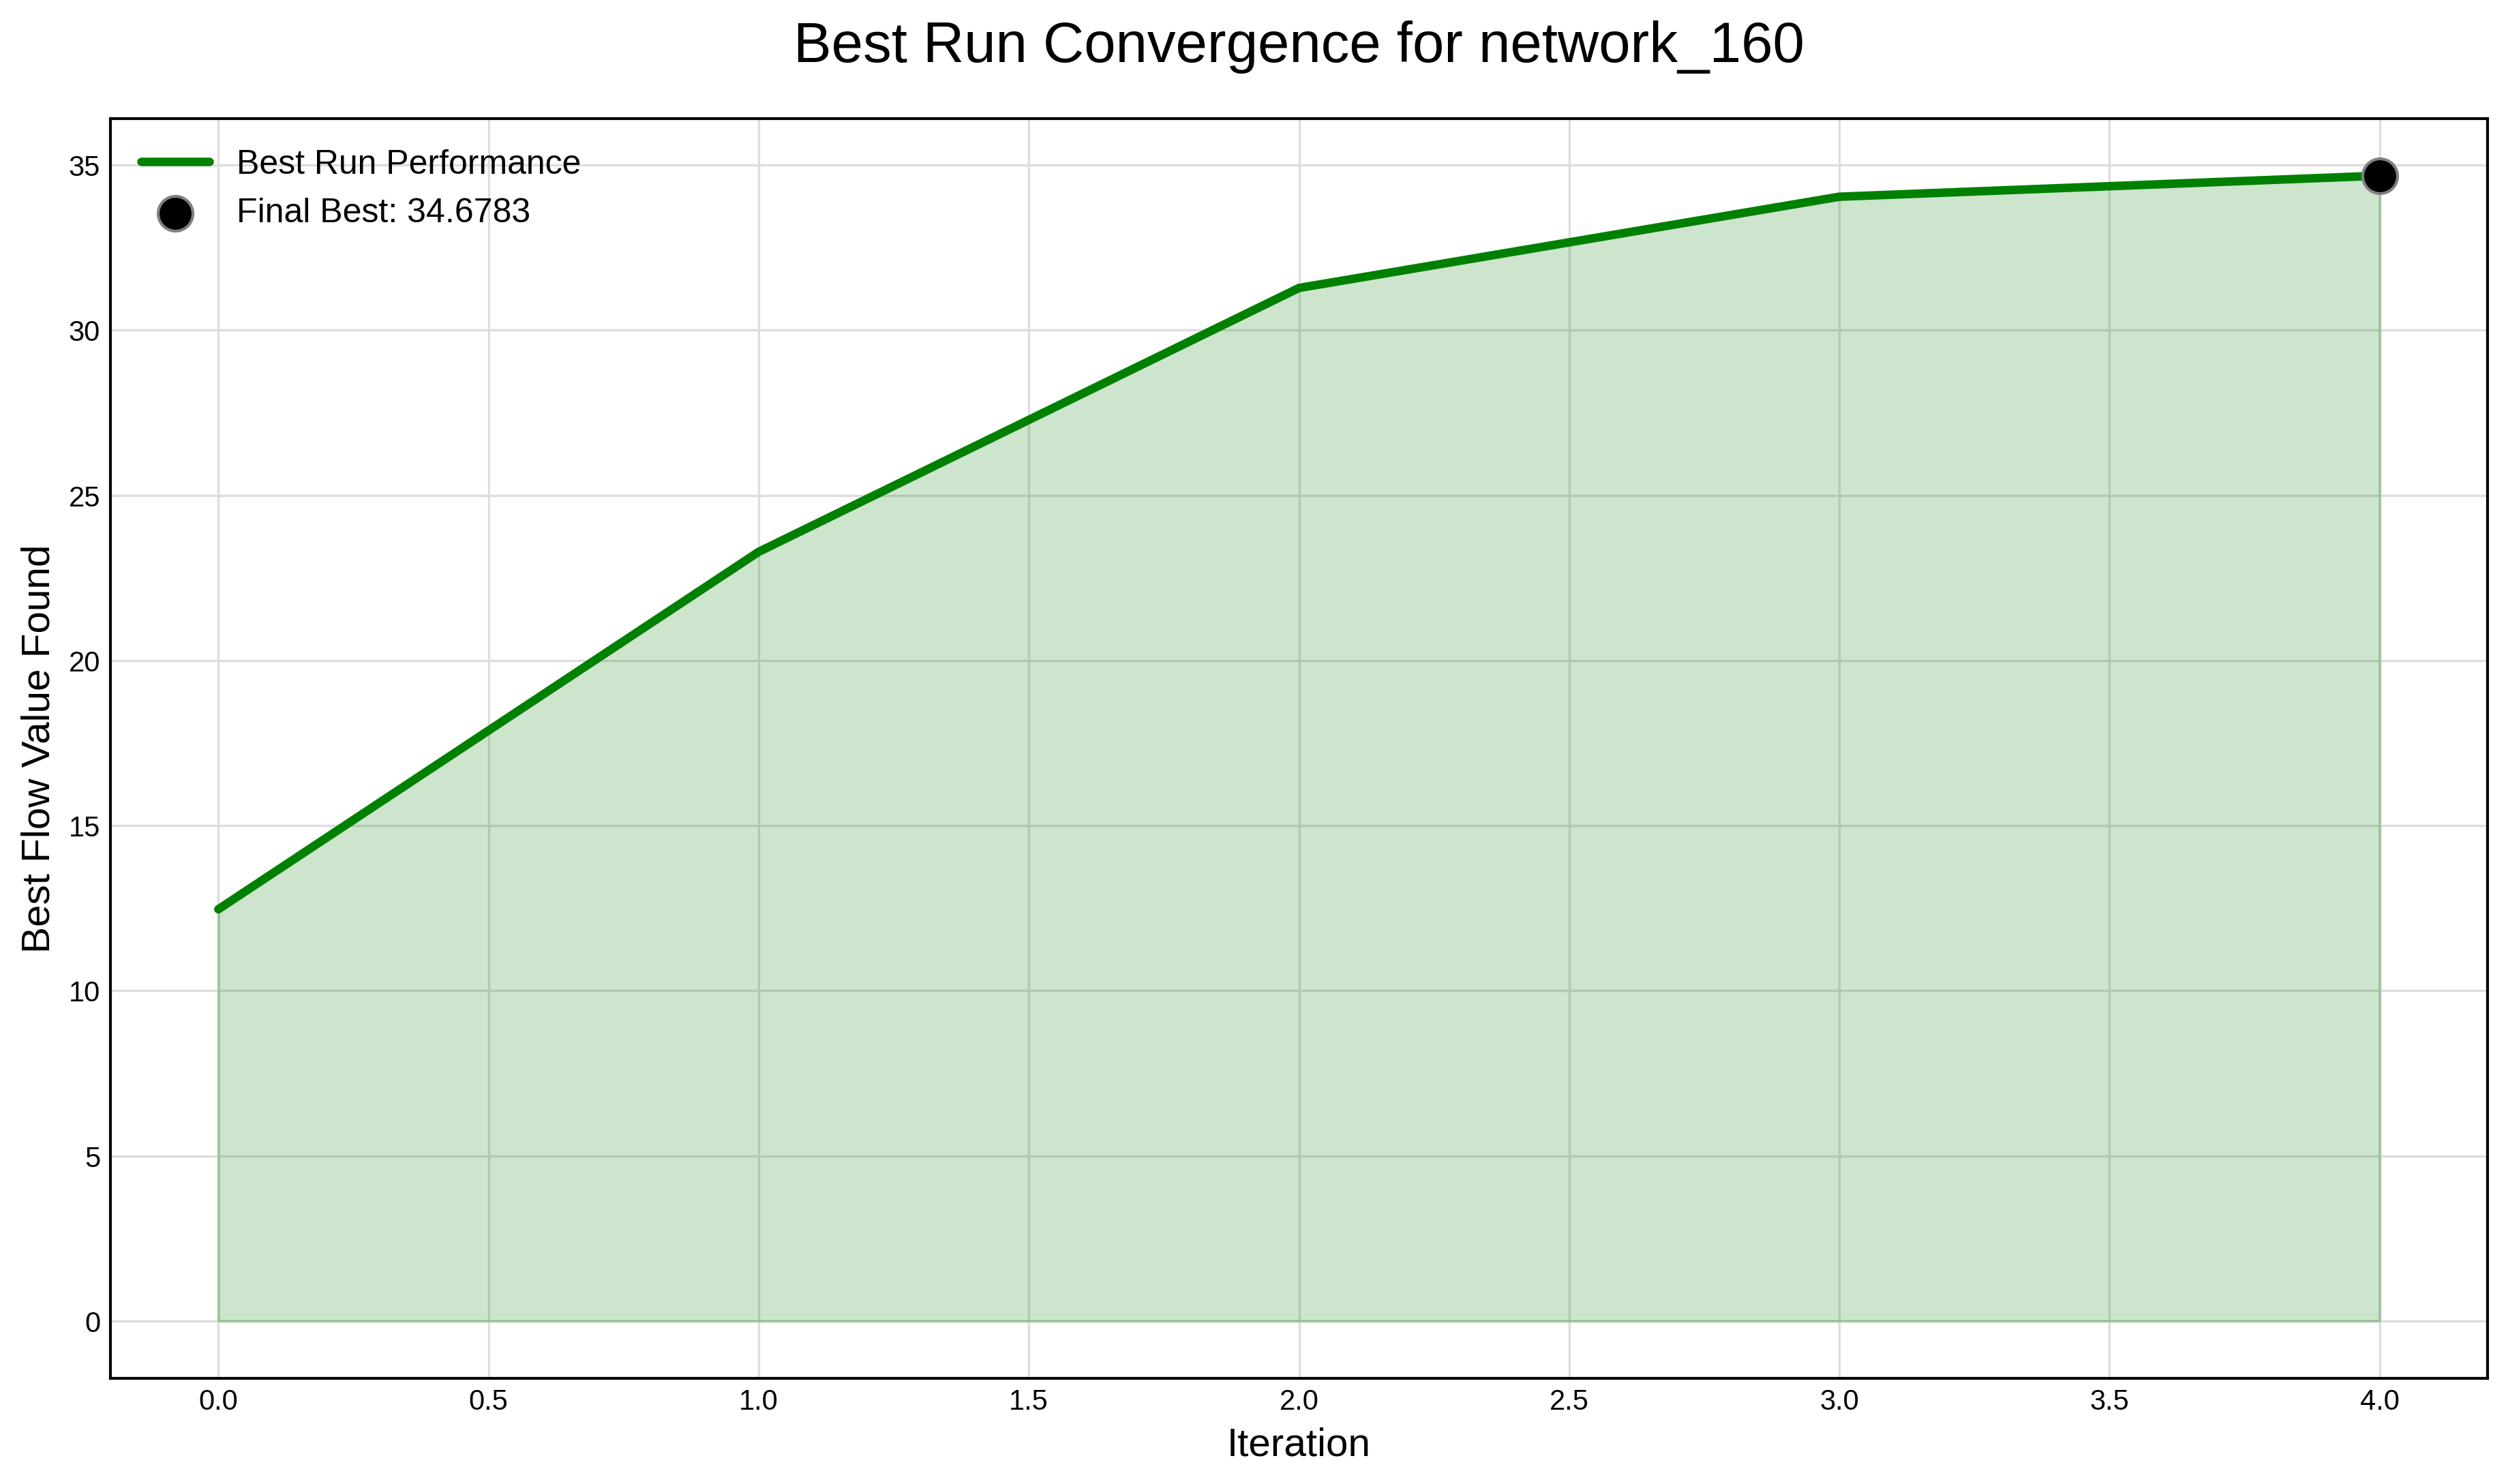 Best Run Convergence for network_160
Best Run Performance
Final Best: 34.6783
35
30
25
20
15
10
5
0
Best Flow Value Found
0.0 0.5 1.0 1.5 2.0 2.5 3.0 3.5 4.0
Iteration